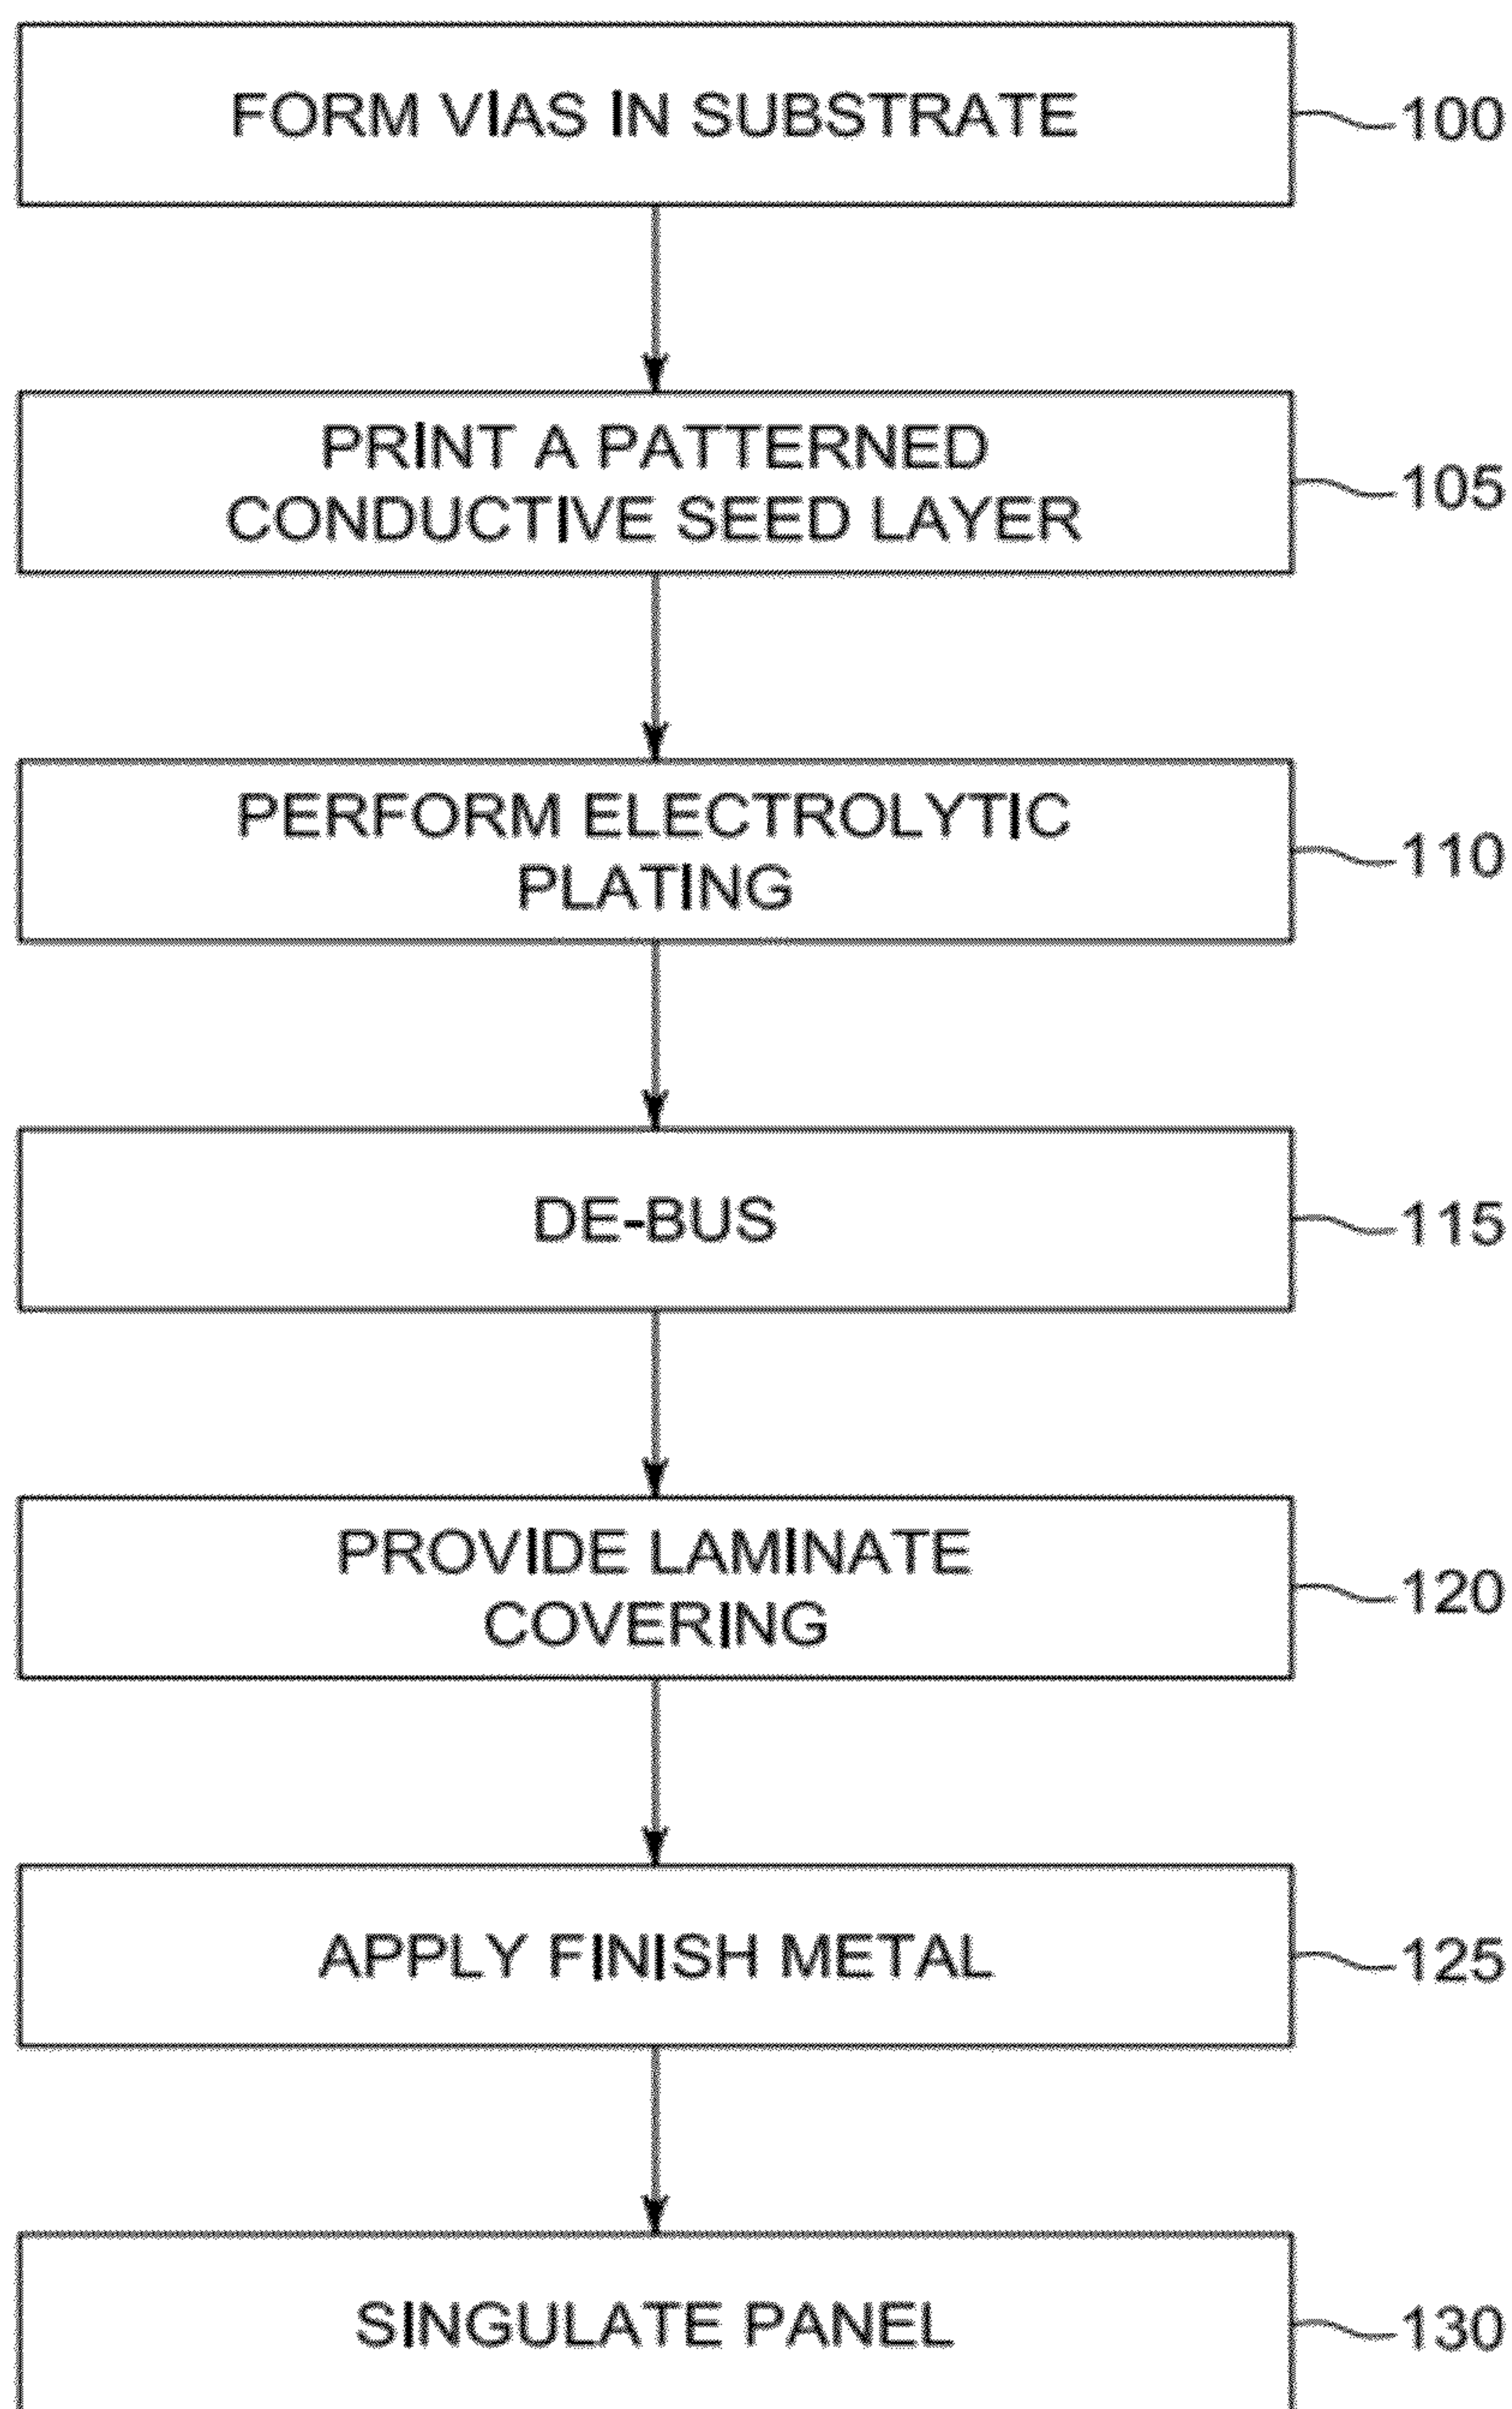 FORM VIAS IN SUBSTRATE
100
PRINT A PATTERNED
CONDUCTIVE SEED LAYER
105
PERFORM ELECTROLYTIC
PLATING
110
DE-BUS
115
PROVIDE LAMINATE
COVERING
120
APPLY FINISH METAL
125
SINGULATE PANEL
130